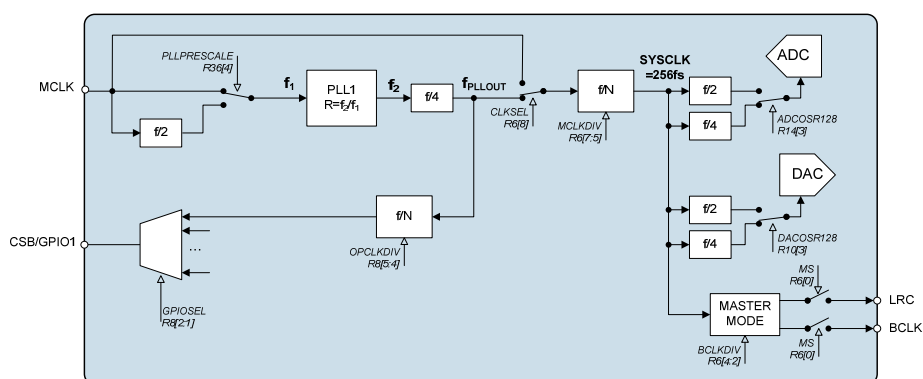 MCLK
PLLPRESCALE
R36[4]
f/2
f1
PLL1
R=f2/f1
f2
f/4
fPLLOUT
CLKSEL
R6[8]
f/N
MCLKDIV
R6[7:5]
SYSCLK
=256fs
f/2
f/4
ADC
ADCOSR128
R14[3]
f/2
f/4
DAC
DACOSR128
R10[3]
CSB/GPIO1
...
GPIOSEL
R8[2:1]
f/N
OPCLKDIV
R8[5:4]
MASTER
MODE
BCLKDIV
R6[4:2]
MS
R6[0]
LRC
BCLK
MS
R6[0]